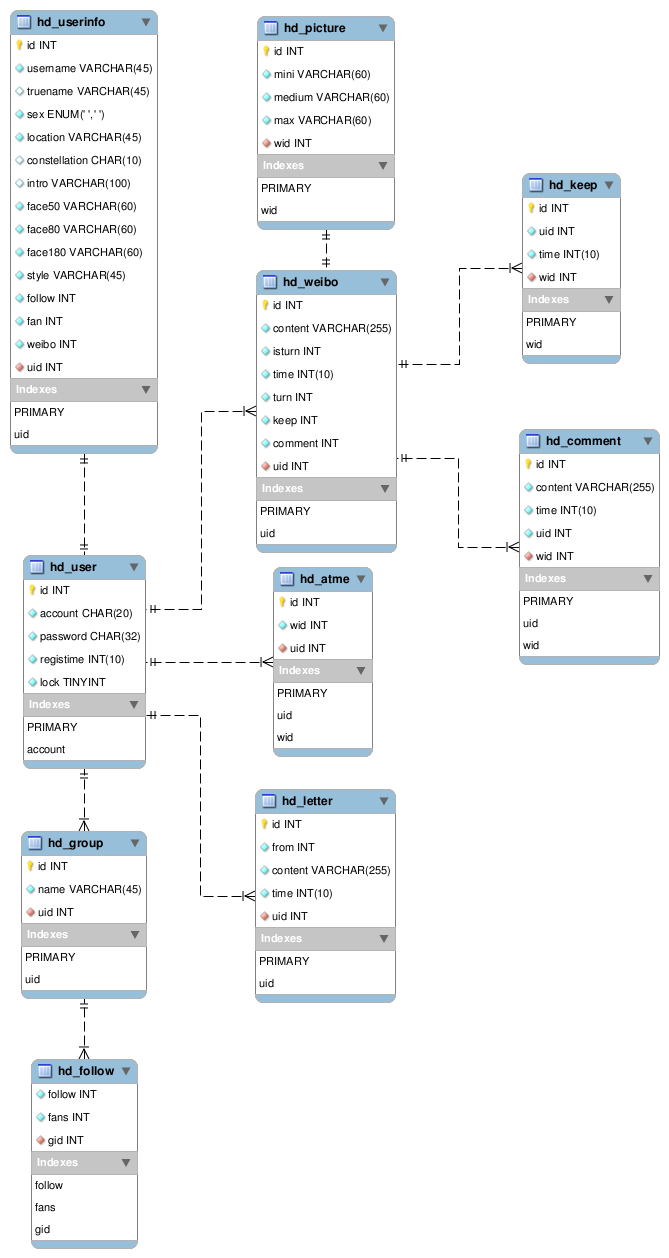 hd_userinfo
id INT
username VARCHAR(45)
truename VARCHAR(45)
sex ENUM(' ',' ')
location VARCHAR(45)
constellation CHAR(10)
intro VARCHAR(100)
face50 VARCHAR(60)
face80 VARCHAR(60)
face180 VARCHAR(60)
style VARCHAR(45)
follow INT
fan INT
weibo INT
uid INT
Indexes
PRIMARY
uid
hd_picture
id INT
mini VARCHAR(60)
medium VARCHAR(60)
max VARCHAR(60)
wid INT
Indexes
PRIMARY
wid
hd_keep
id INT
uid INT
time INT(10)
wid INT
Indexes
PRIMARY
wid
hd_weibo
id INT
content VARCHAR(255)
isturn INT
time INT(10)
turn INT
keep INT
comment INT
uid INT
Indexes
PRIMARY
uid
hd_comment
id INT
content VARCHAR(255)
time INT(10)
uid INT
wid INT
Indexes
PRIMARY
uid
wid
hd_user
id INT
account CHAR(20)
password CHAR(32)
registime INT(10)
lock TINYINT
Indexes
PRIMARY
account
hd_atme
id INT
wid INT
uid INT
Indexes
PRIMARY
uid
wid
hd_letter
id INT
from INT
content VARCHAR(255)
time INT(10)
uid INT
Indexes
PRIMARY
uid
hd_group
id INT
name VARCHAR(45)
uid INT
Indexes
PRIMARY
uid
hd_follow
follow INT
fans INT
gid INT
Indexes
follow
fans
gid